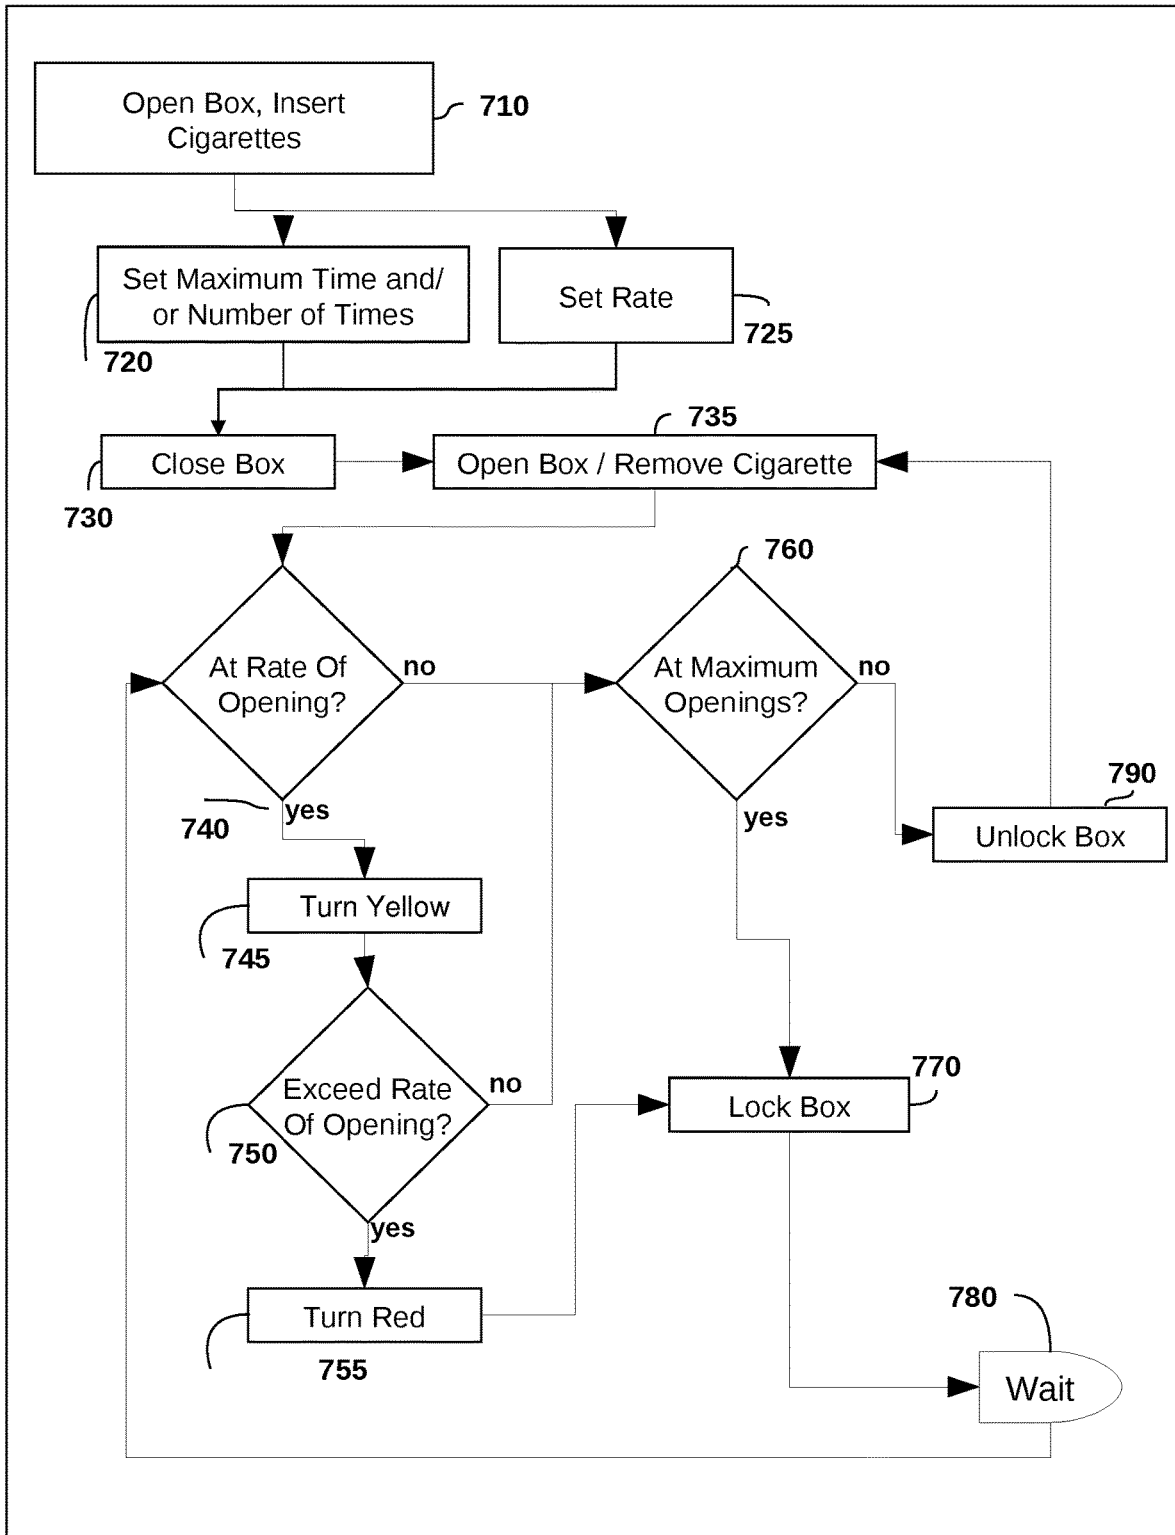 Open Box, Insert
Cigarettes
710
Set Maximum Time and/
or Number of Times
720
Set Rate
725
Close Box
730
735
Open Box / Remove Cigarette
760
At Rate Of
Opening?
no
yes
740
At Maximum
Openings?
no
yes
790
Unlock Box
Turn Yellow
745
Exceed Rate
Of Opening?
no
750
yes
770
Lock Box
Turn Red
755
780
Wait